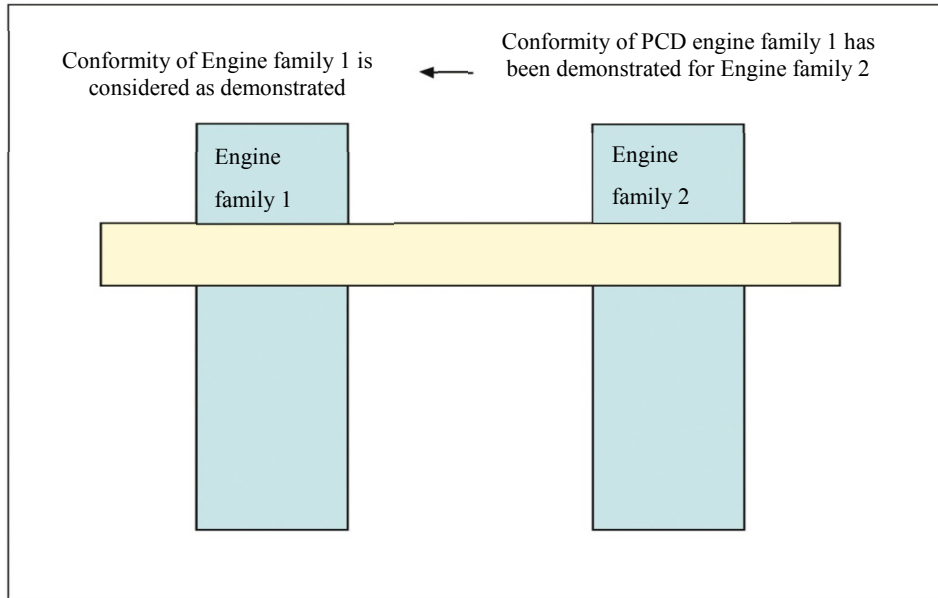 Conformity of Engine family 1 is
considered as demonstrated
Conformity of PCD engine family 1 has
been demonstrated for Engine family 2
Engine
family 1
Engine
family 2